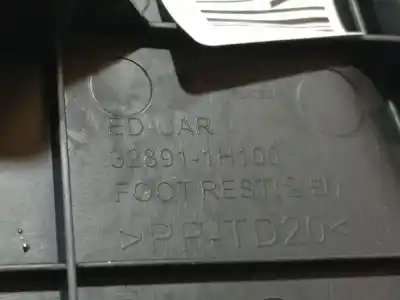 ED-UAR
32891-1H100
FOOT REST
>PP-TD20<